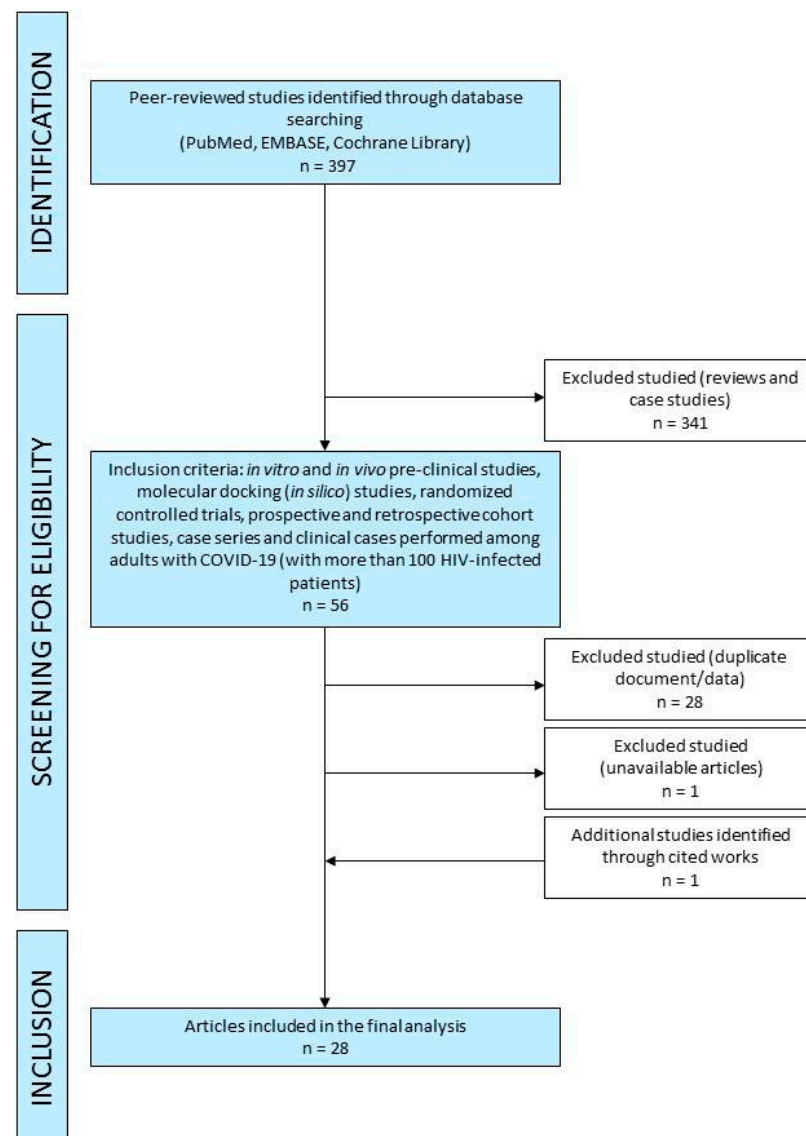 IDENTIFICATION
Peer-reviewed studies identified through database
searching
(PubMed, EMBASE, Cochrane Library)
n = 397
SCREENING FOR ELIGIBILITY
Excluded studied (reviews and
case studies)
n = 341
Inclusion criteria: in vitro and in vivo pre-clinical studies,
molecular docking (in silico) studies, randomized
controlled trials, prospective and retrospective cohort
studies, case series and clinical cases performed among
adults with COVID-19 (with more than 100 HIV-infected
patients)
n = 56
Excluded studied (duplicate
document/data)
n = 28
Excluded studied
(unavailable articles)
n = 1
Additional studies identified
through cited works
n = 1
INCLUSION
Articles included in the final analysis
n = 28